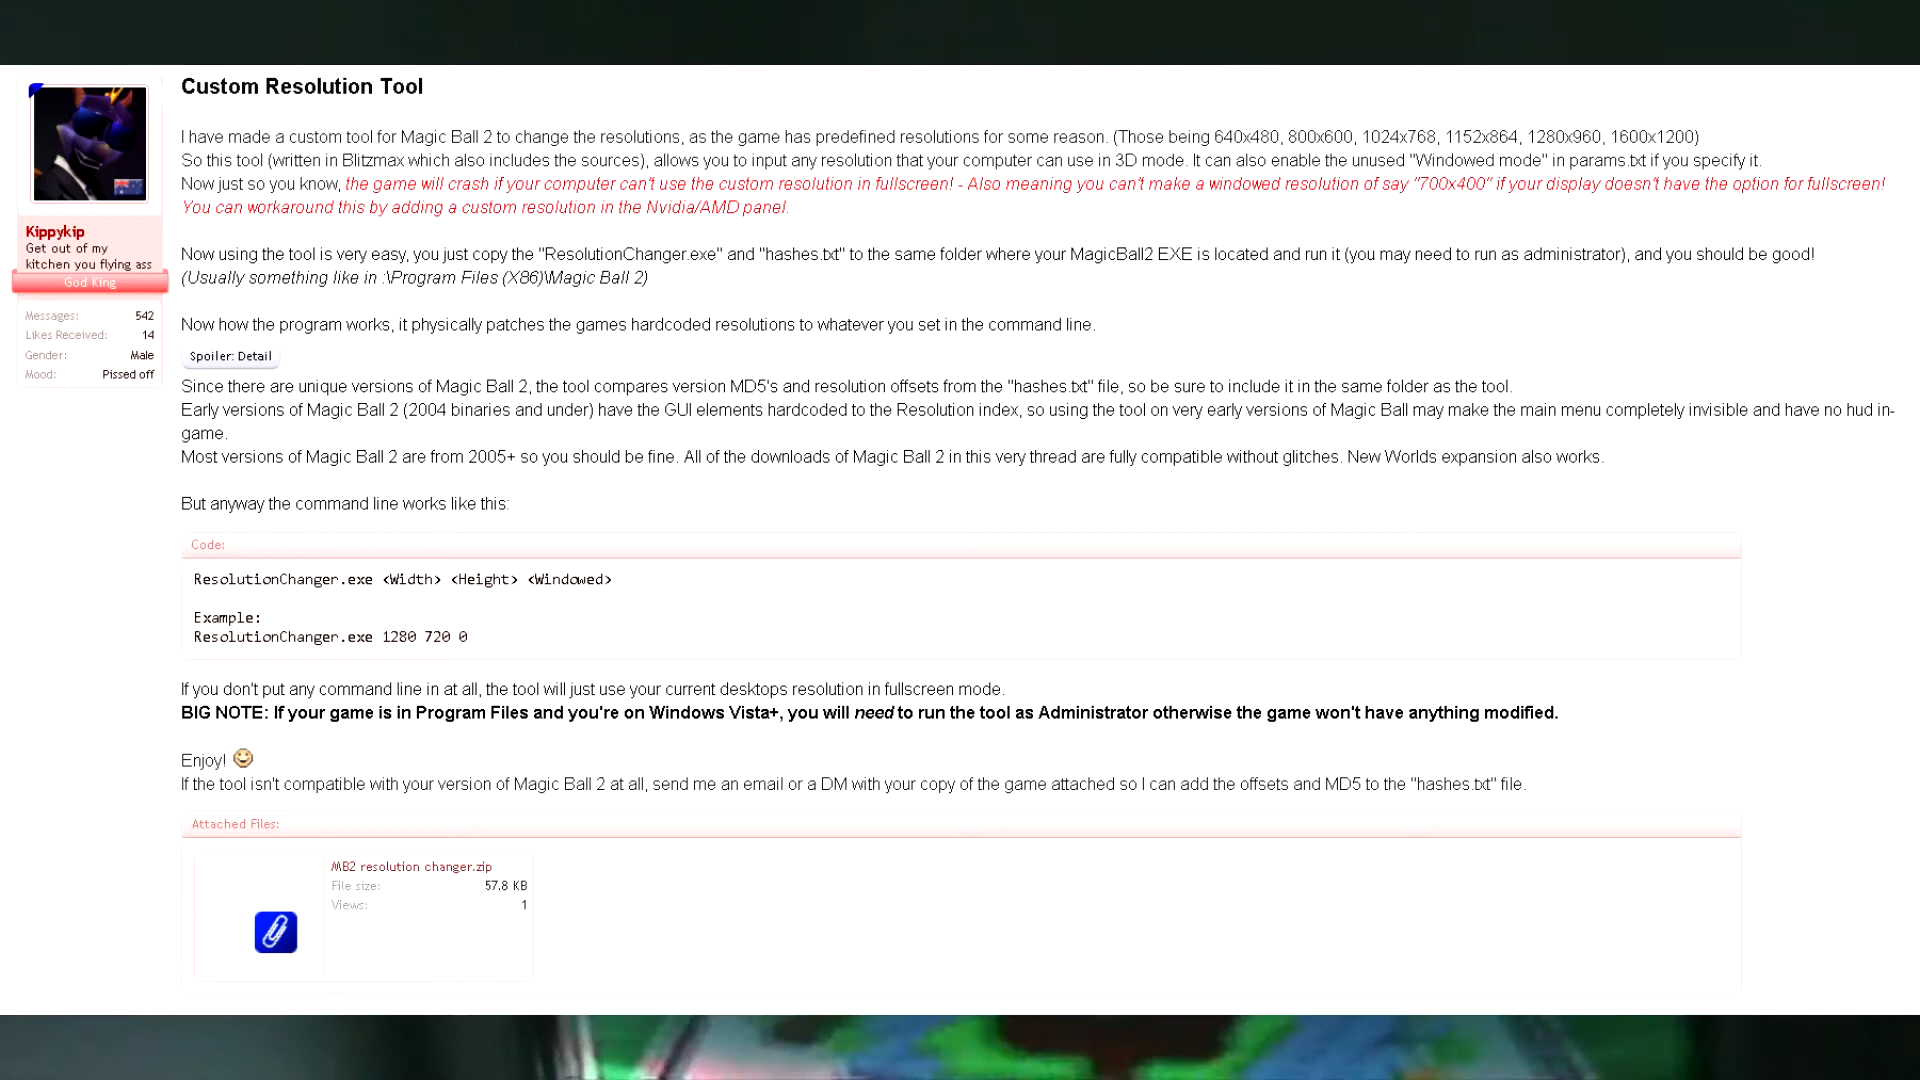 Custom Resolution Tool
I have made a custom tool for Magic Ball 2 to change the resolutions, as the game has predefined resolutions for some reason. (Those being 640x480, 800x600, 1024x768, 1152x864, 1280x960, 1600x1200)
So this tool (written in Blitzmax which also includes the sources), allows you to input any resolution that your computer can use in 3D mode. It can also enable the unused "Windowed mode" in params.txt if you specify it.
Now just so you know, the game will crash if your computer can't use the custom resolution in fullscreen! - Also meaning you can't make a windowed resolution of say "700x400" if your display doesn't have the option for fullscreen!
You can workaround this by adding a custom resolution in the Nvidia/AMD panel.
Kippykip
Get out of my
kitchen you flying ass
God King
Messages: 542
Likes Received: 14
Gender: Male
Mood: Pissed off
Now using the tool is very easy, you just copy the "ResolutionChanger.exe" and "hashes.txt" to the same folder where your MagicBall2 EXE is located and run it (you may need to run as administrator), and you should be good!
(Usually something like in :\Program Files (X86)\Magic Ball 2)
Now how the program works, it physically patches the games hardcoded resolutions to whatever you set in the command line.
Spoiler: Detail
Since there are unique versions of Magic Ball 2, the tool compares version MD5's and resolution offsets from the "hashes.txt" file, so be sure to include it in the same folder as the tool.
Early versions of Magic Ball 2 (2004 binaries and under) have the GUI elements hardcoded to the Resolution index, so using the tool on very early versions of Magic Ball may make the main menu completely invisible and have no hud in-
game.
Most versions of Magic Ball 2 are from 2005+ so you should be fine. All of the downloads of Magic Ball 2 in this very thread are fully compatible without glitches. New Worlds expansion also works.
But anyway the command line works like this:
Code:
ResolutionChanger.exe <Width> <Height> <Windowed>
Example:
ResolutionChanger.exe 1280 720 0
If you don't put any command line in at all, the tool will just use your current desktops resolution in fullscreen mode.
BIG NOTE: If your game is in Program Files and you're on Windows Vista+, you will need to run the tool as Administrator otherwise the game won't have anything modified.
Enjoy!
If the tool isn't compatible with your version of Magic Ball 2 at all, send me an email or a DM with your copy of the game attached so I can add the offsets and MD5 to the "hashes.txt" file.
Attached Files:
MB2 resolution changer.zip
File size: 57.8 KB
Views: 1